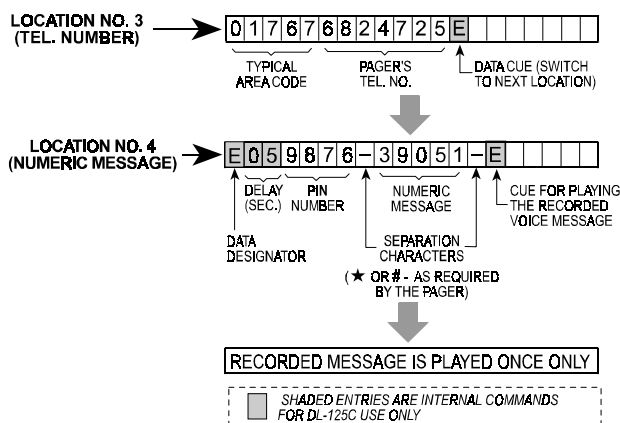 LOCATION NO. 3
(TEL. NUMBER)
0 1 7 6 7 6 8 2 4 7 2 5 E
TYPICAL
AREA CODE
PAGER'S
TEL. NO.
DATA CUE (SWITCH
TO NEXT LOCATION)
LOCATION NO. 4
(NUMERIC MESSAGE)
E 0 5 9 8 7 6 – 3 9 0 5 1 – E
DELAY
(SEC.)
PIN
NUMBER
NUMERIC
MESSAGE
CUE FOR PLAYING
THE RECORDED
VOICE MESSAGE
DATA
DESIGNATOR
SEPARATION
CHARACTERS
(★ OR # - AS REQUIRED
BY THE PAGER)
RECORDED MESSAGE IS PLAYED ONCE ONLY
SHADED ENTRIES ARE INTERNAL COMMANDS
FOR DL-125C USE ONLY